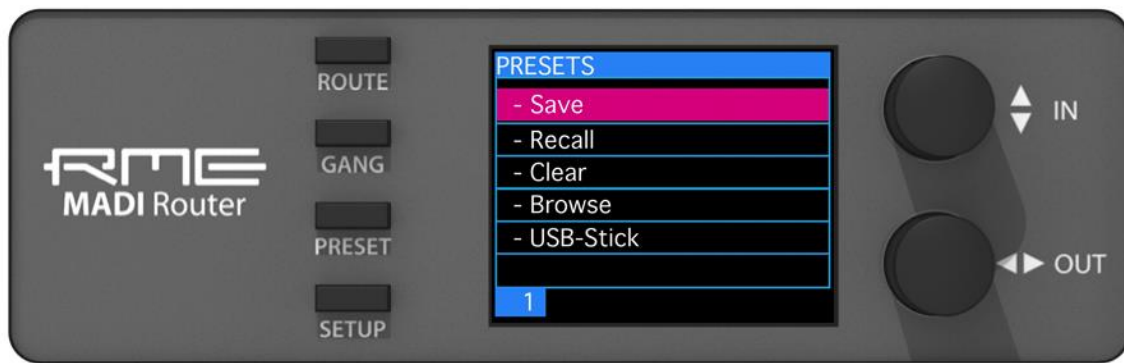 RME
MADI Router
ROUTE
GANG
PRESET
SETUP
PRESETS
- Save
- Recall
- Clear
- Browse
- USB-Stick
1
IN
OUT